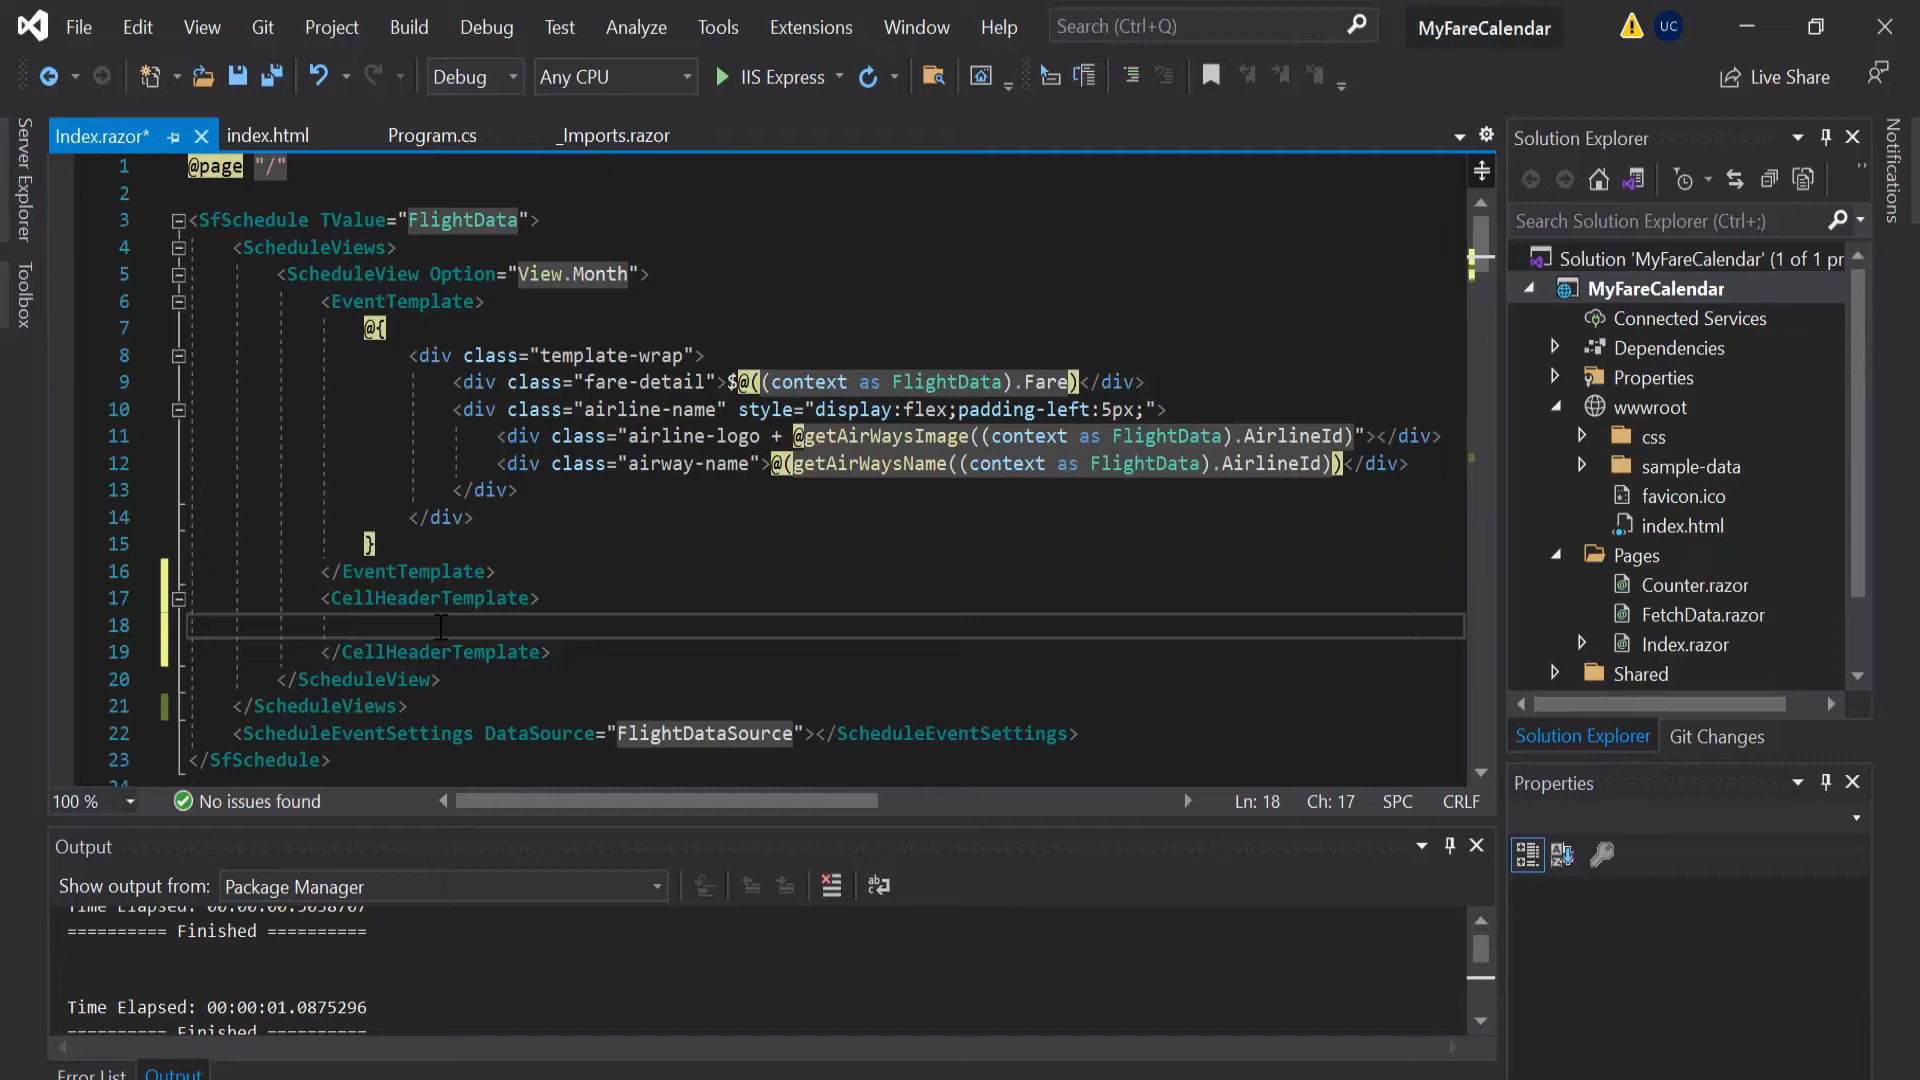 File Edit View Git Project Build Debug Test Analyze Tools Extensions Window Help Search (Ctrl+Q) MyFareCalendar UC
Debug Any CPU IIS Express Live Share
Server Explorer
Toolbox
Index.razor* index.html Program.cs _Imports.razor
1 @page "/"
2
3 <SfSchedule TValue="FlightData">
4 <ScheduleViews>
5 <ScheduleView Option="View.Month">
6 <EventTemplate>
7 @{
8 <div class="template-wrap">
9 <div class="fare-detail">$@((context as FlightData).Fare)</div>
10 <div class="airline-name" style="display:flex;padding-left:5px;">
11 <div class="airline-logo + @getAirWaysImage((context as FlightData).AirlineId)"></div>
12 <div class="airway-name">@(getAirWaysName((context as FlightData).AirlineId))</div>
13 </div>
14 </div>
15 }
16 </EventTemplate>
17 <CellHeaderTemplate>
18
19 </CellHeaderTemplate>
20 </ScheduleView>
21 </ScheduleViews>
22 <ScheduleEventSettings DataSource="FlightDataSource"></ScheduleEventSettings>
23 </SfSchedule>
24
100 % No issues found Ln: 18 Ch: 17 SPC CRLF
Output
Show output from: Package Manager
Time Elapsed: 00:00:00.5058707
========== Finished ==========
Time Elapsed: 00:00:01.0875296
========== Finished ==========
Error List Output
Solution Explorer
Search Solution Explorer (Ctrl+;)
Solution 'MyFareCalendar' (1 of 1 pr
MyFareCalendar
Connected Services
Dependencies
Properties
wwwroot
css
sample-data
favicon.ico
index.html
Pages
Counter.razor
FetchData.razor
Index.razor
Shared
Solution Explorer Git Changes
Properties
Notifications